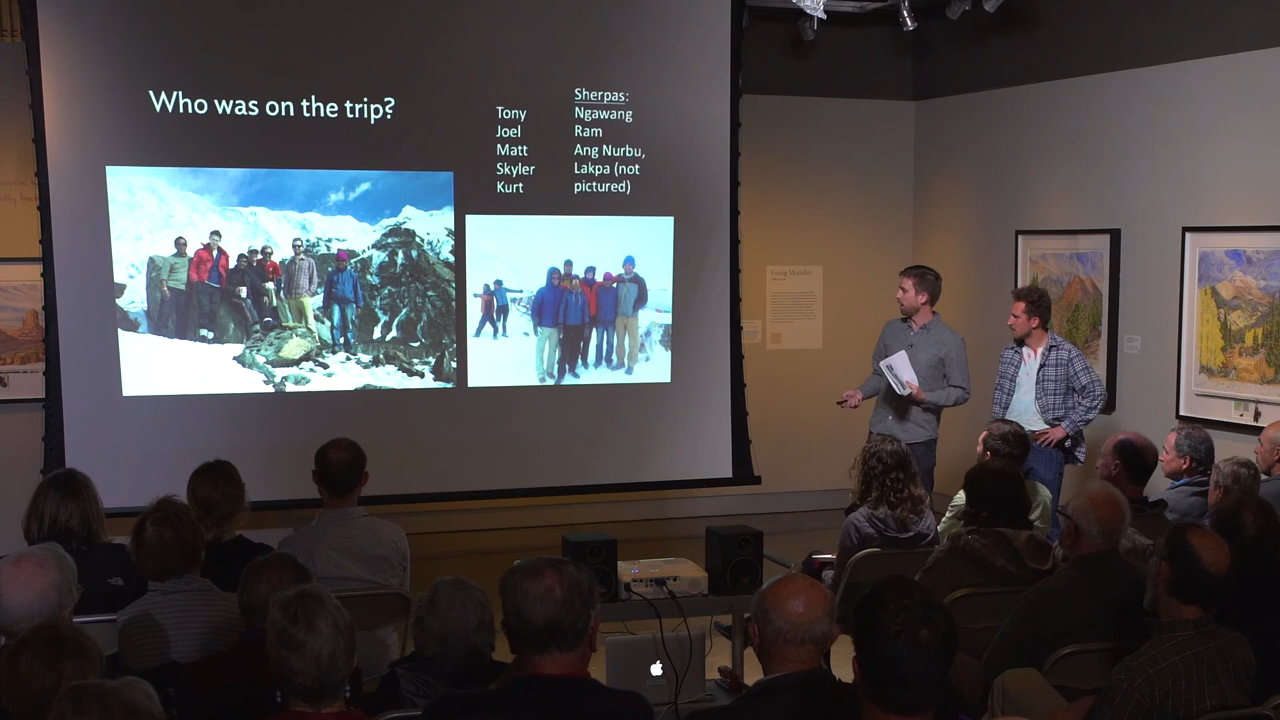 Who was on the trip?
Tony
Joel
Matt
Skyler
Kurt
Sherpas:
Ngawang
Ram
Ang Nurbu,
Lakpa (not
pictured)